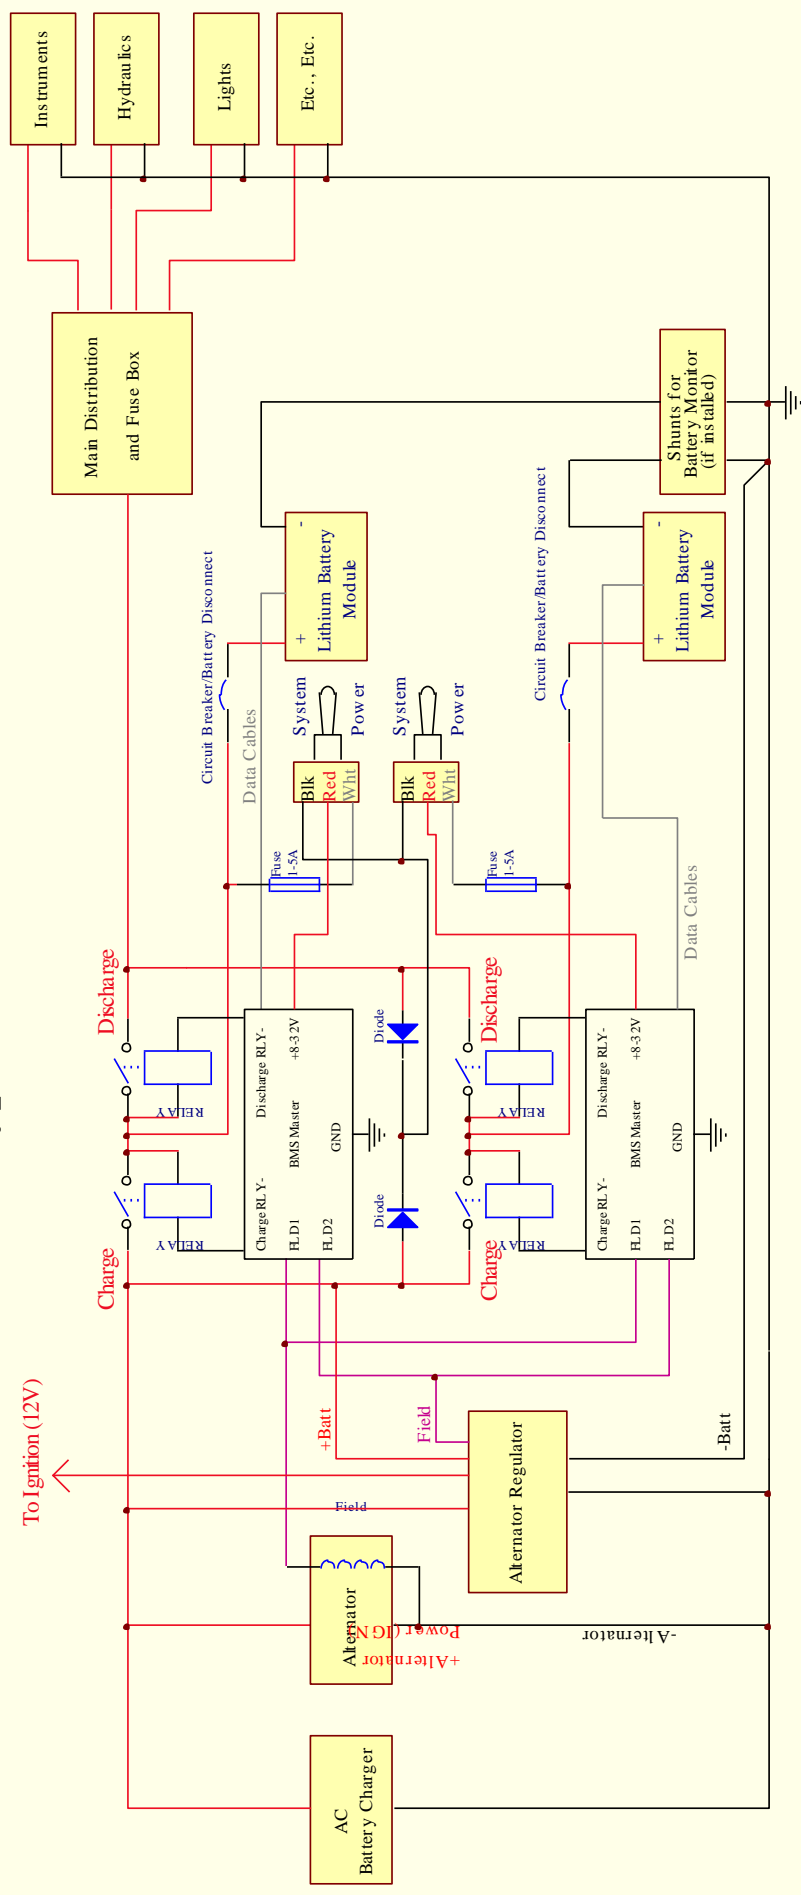 Instruments
Hydraulics
Lights
Etc., Etc.
Main Distribution
and Fuse Box
Shunts for
Battery Monitor
(if installed)
Circuit Breaker/Battery Disconnect
-
+
Lithium Battery
Module
Circuit Breaker/Battery Disconnect
-
+
Lithium Battery
Module
Data Cables
System
Power
Blk
Red
Wht
System
Power
Blk
Red
Wht
Fuse
1-5A
Fuse
1-5A
Data Cables
Discharge
RELAY
Charge
RELAY
Discharge RLY-
+8-32V
BMS Master
GND
Charge RLY-
FLD1
FLD2
Diode
Diode
Discharge
RELAY
Charge
RELAY
Discharge RLY-
+8-32V
BMS Master
GND
Charge RLY-
FLD1
FLD2
To Ignition (12V)
+Batt
Field
-Batt
Alternator Regulator
Field
Alternator
Power (IGN)
+Alternator
-Alternator
AC
Battery Charger